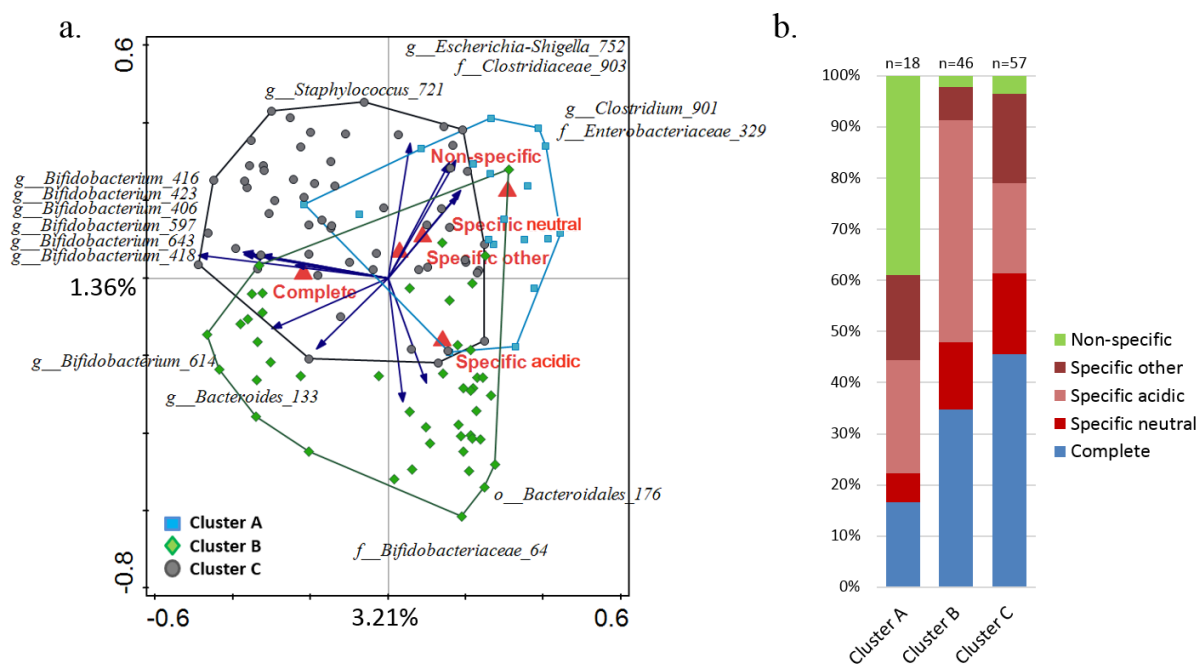 a.
0.6
g__Escherichia-Shigella_752
f__Clostridiaceae_903
g__Staphylococcus_721
g__Clostridium_901
f__Enterobacteriaceae_329
Non-specific
g__Bifidobacterium_416
g__Bifidobacterium_423
g__Bifidobacterium_406
g__Bifidobacterium_597
g__Bifidobacterium_643
g__Bifidobacterium_418
Specific neutral
Specific other
1.36%
Complete
g__Bifidobacterium_614
Specific acidic
g__Bacteroides_133
o__Bacteroidales_176
Cluster A
Cluster B
Cluster C
f__Bifidobacteriaceae_64
-0.8
-0.6
3.21%
0.6
b.
n=18
n=46
n=57
100%
90%
80%
70%
60%
50%
40%
30%
20%
10%
0%
Non-specific
Specific other
Specific acidic
Specific neutral
Complete
Cluster A
Cluster B
Cluster C